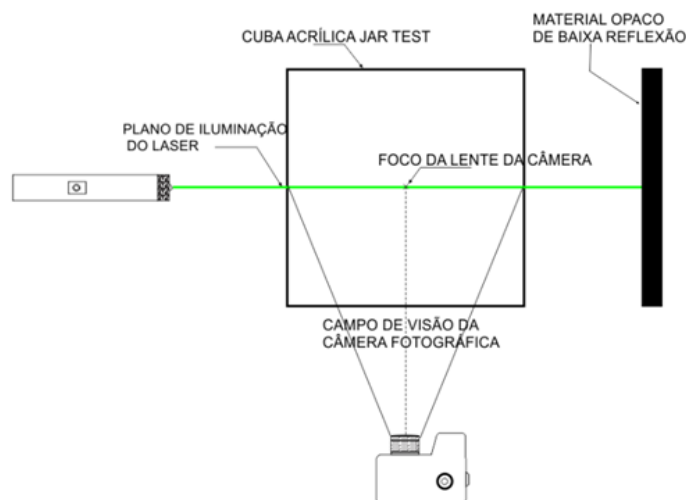 MATERIAL OPACO
DE BAIXA REFLEXÃO
CUBA ACRÍLICA JAR TEST
PLANO DE ILUMINAÇÃO
DO LASER
FOCO DA LENTE DA CÂMERA
CAMPO DE VISÃO DA
CÂMERA FOTOGRÁFICA